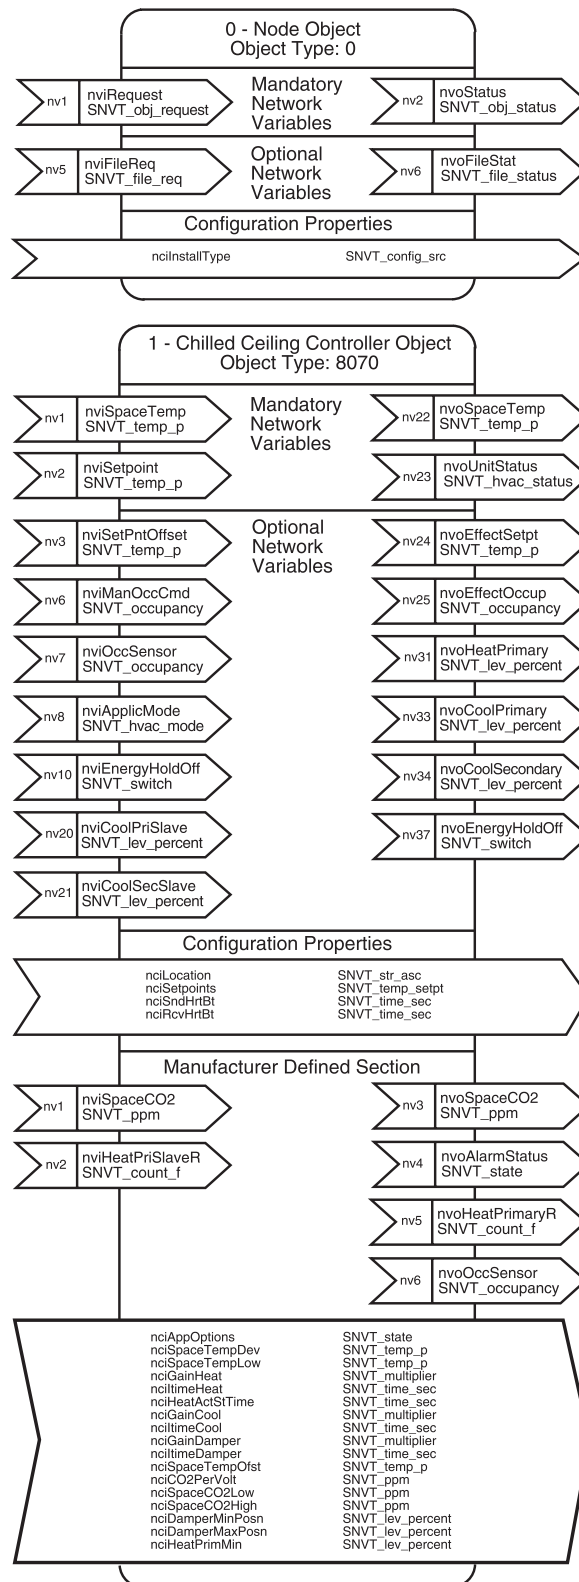 0 - Node Object
Object Type: 0
nv1
nviRequest
SNVT_obj_request
Mandatory
Network
Variables
nv2
nvoStatus
SNVT_obj_status
nv5
nviFileReq
SNVT_file_req
Optional
Network
Variables
nv6
nvoFileStat
SNVT_file_status
Configuration Properties
nciInstallType SNVT_config_src
1 - Chilled Ceiling Controller Object
Object Type: 8070
nv1
nviSpaceTemp
SNVT_temp_p
Mandatory
Network
Variables
nv22
nvoSpaceTemp
SNVT_temp_p
nv2
nviSetpoint
SNVT_temp_p
nv23
nvoUnitStatus
SNVT_hvac_status
nv3
nviSetPntOffset
SNVT_temp_p
Optional
Network
Variables
nv24
nvoEffectSetpt
SNVT_temp_p
nv6
nviManOccCmd
SNVT_occupancy
nv25
nvoEffectOccup
SNVT_occupancy
nv7
nviOccSensor
SNVT_occupancy
nv31
nvoHeatPrimary
SNVT_lev_percent
nv8
nviApplicMode
SNVT_hvac_mode
nv33
nvoCoolPrimary
SNVT_lev_percent
nv10
nviEnergyHoldOff
SNVT_switch
nv34
nvoCoolSecondary
SNVT_lev_percent
nv20
nviCoolPriSlave
SNVT_lev_percent
nv37
nvoEnergyHoldOff
SNVT_switch
nv21
nviCoolSecSlave
SNVT_lev_percent
Configuration Properties
nciLocation SNVT_str_asc
nciSetpoints SNVT_temp_setpt
nciSndHrtBt SNVT_time_sec
nciRcvHrtBt SNVT_time_sec
Manufacturer Defined Section
nv1
nviSpaceCO2
SNVT_ppm
nv3
nvoSpaceCO2
SNVT_ppm
nv2
nviHeatPriSlaveR
SNVT_count_f
nv4
nvoAlarmStatus
SNVT_state
nv5
nvoHeatPrimaryR
SNVT_count_f
nv6
nvoOccSensor
SNVT_occupancy
nciAppOptions SNVT_state
nciSpaceTempDev SNVT_temp_p
nciSpaceTempLow SNVT_temp_p
nciGainHeat SNVT_multiplier
nciItimeHeat SNVT_time_sec
nciHeatActStTime SNVT_time_sec
nciGainCool SNVT_multiplier
nciItimeCool SNVT_time_sec
nciGainDamper SNVT_multiplier
nciItimeDamper SNVT_time_sec
nciSpaceTempOfst SNVT_temp_p
nciCO2PerVolt SNVT_ppm
nciSpaceCO2Low SNVT_ppm
nciSpaceCO2High SNVT_ppm
nciDamperMinPosn SNVT_lev_percent
nciDamperMaxPosn SNVT_lev_percent
nciHeatPrimMin SNVT_lev_percent